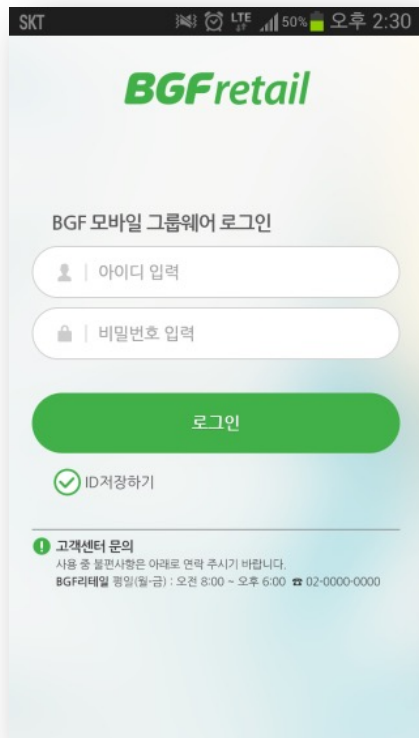 SKT LTE 50% 오후 2:30
BGFretail
BGF 모바일 그룹웨어 로그인
아이디 입력
비밀번호 입력
로그인
ID저장하기
고객센터 문의
사용 중 불편사항은 아래로 연락 주시기 바랍니다.
BGF리테일 평일(월-금) : 오전 8:00 ~ 오후 6:00 ☎ 02-0000-0000